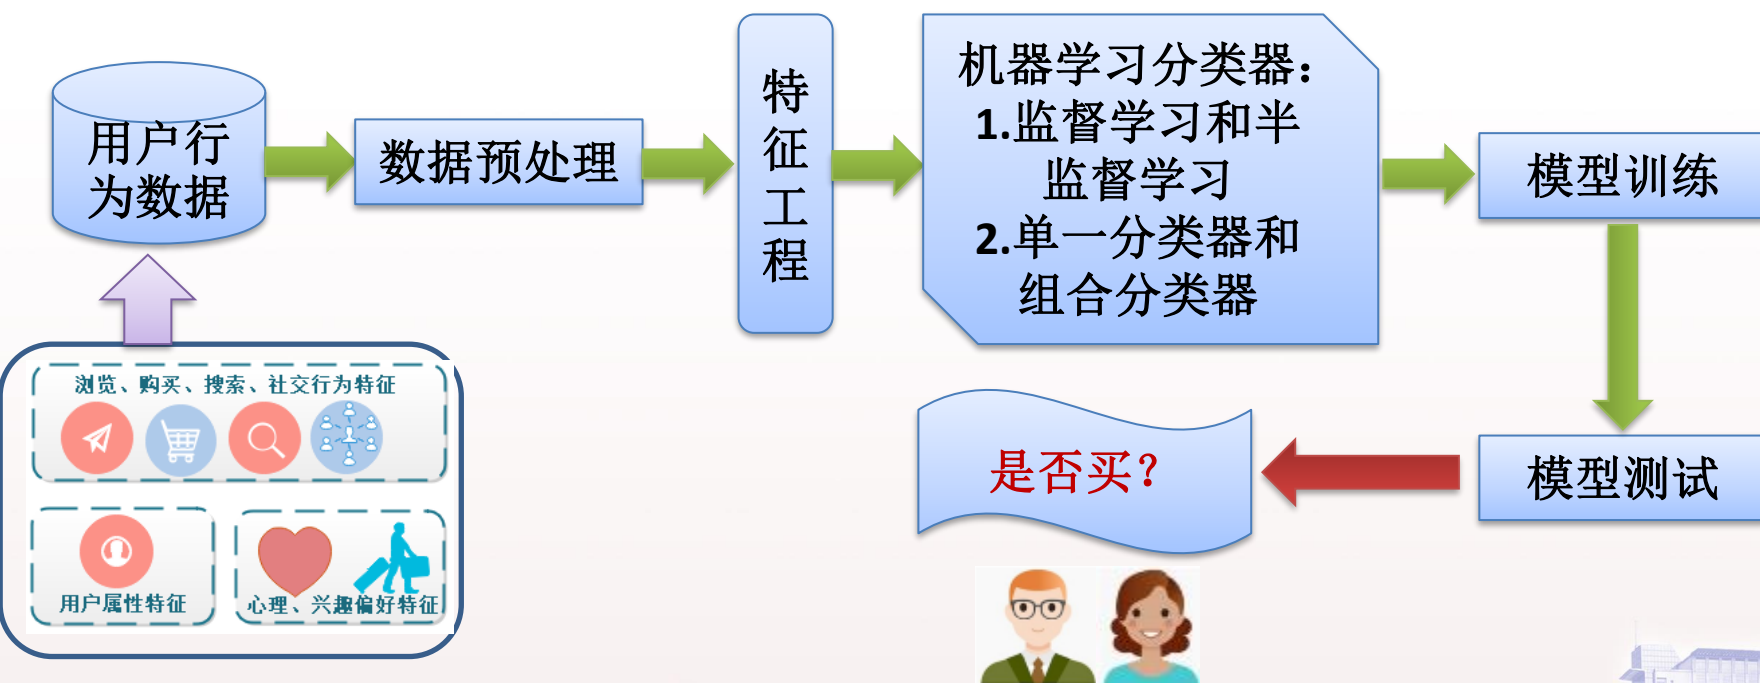 用户行
为数据
数据预处理
特
征
工
程
机器学习分类器：
1.监督学习和半
监督学习
2.单一分类器和
组合分类器
模型训练
浏览、购买、搜索、社交行为特征
用户属性特征
心理、兴趣偏好特征
是否买？
模型测试